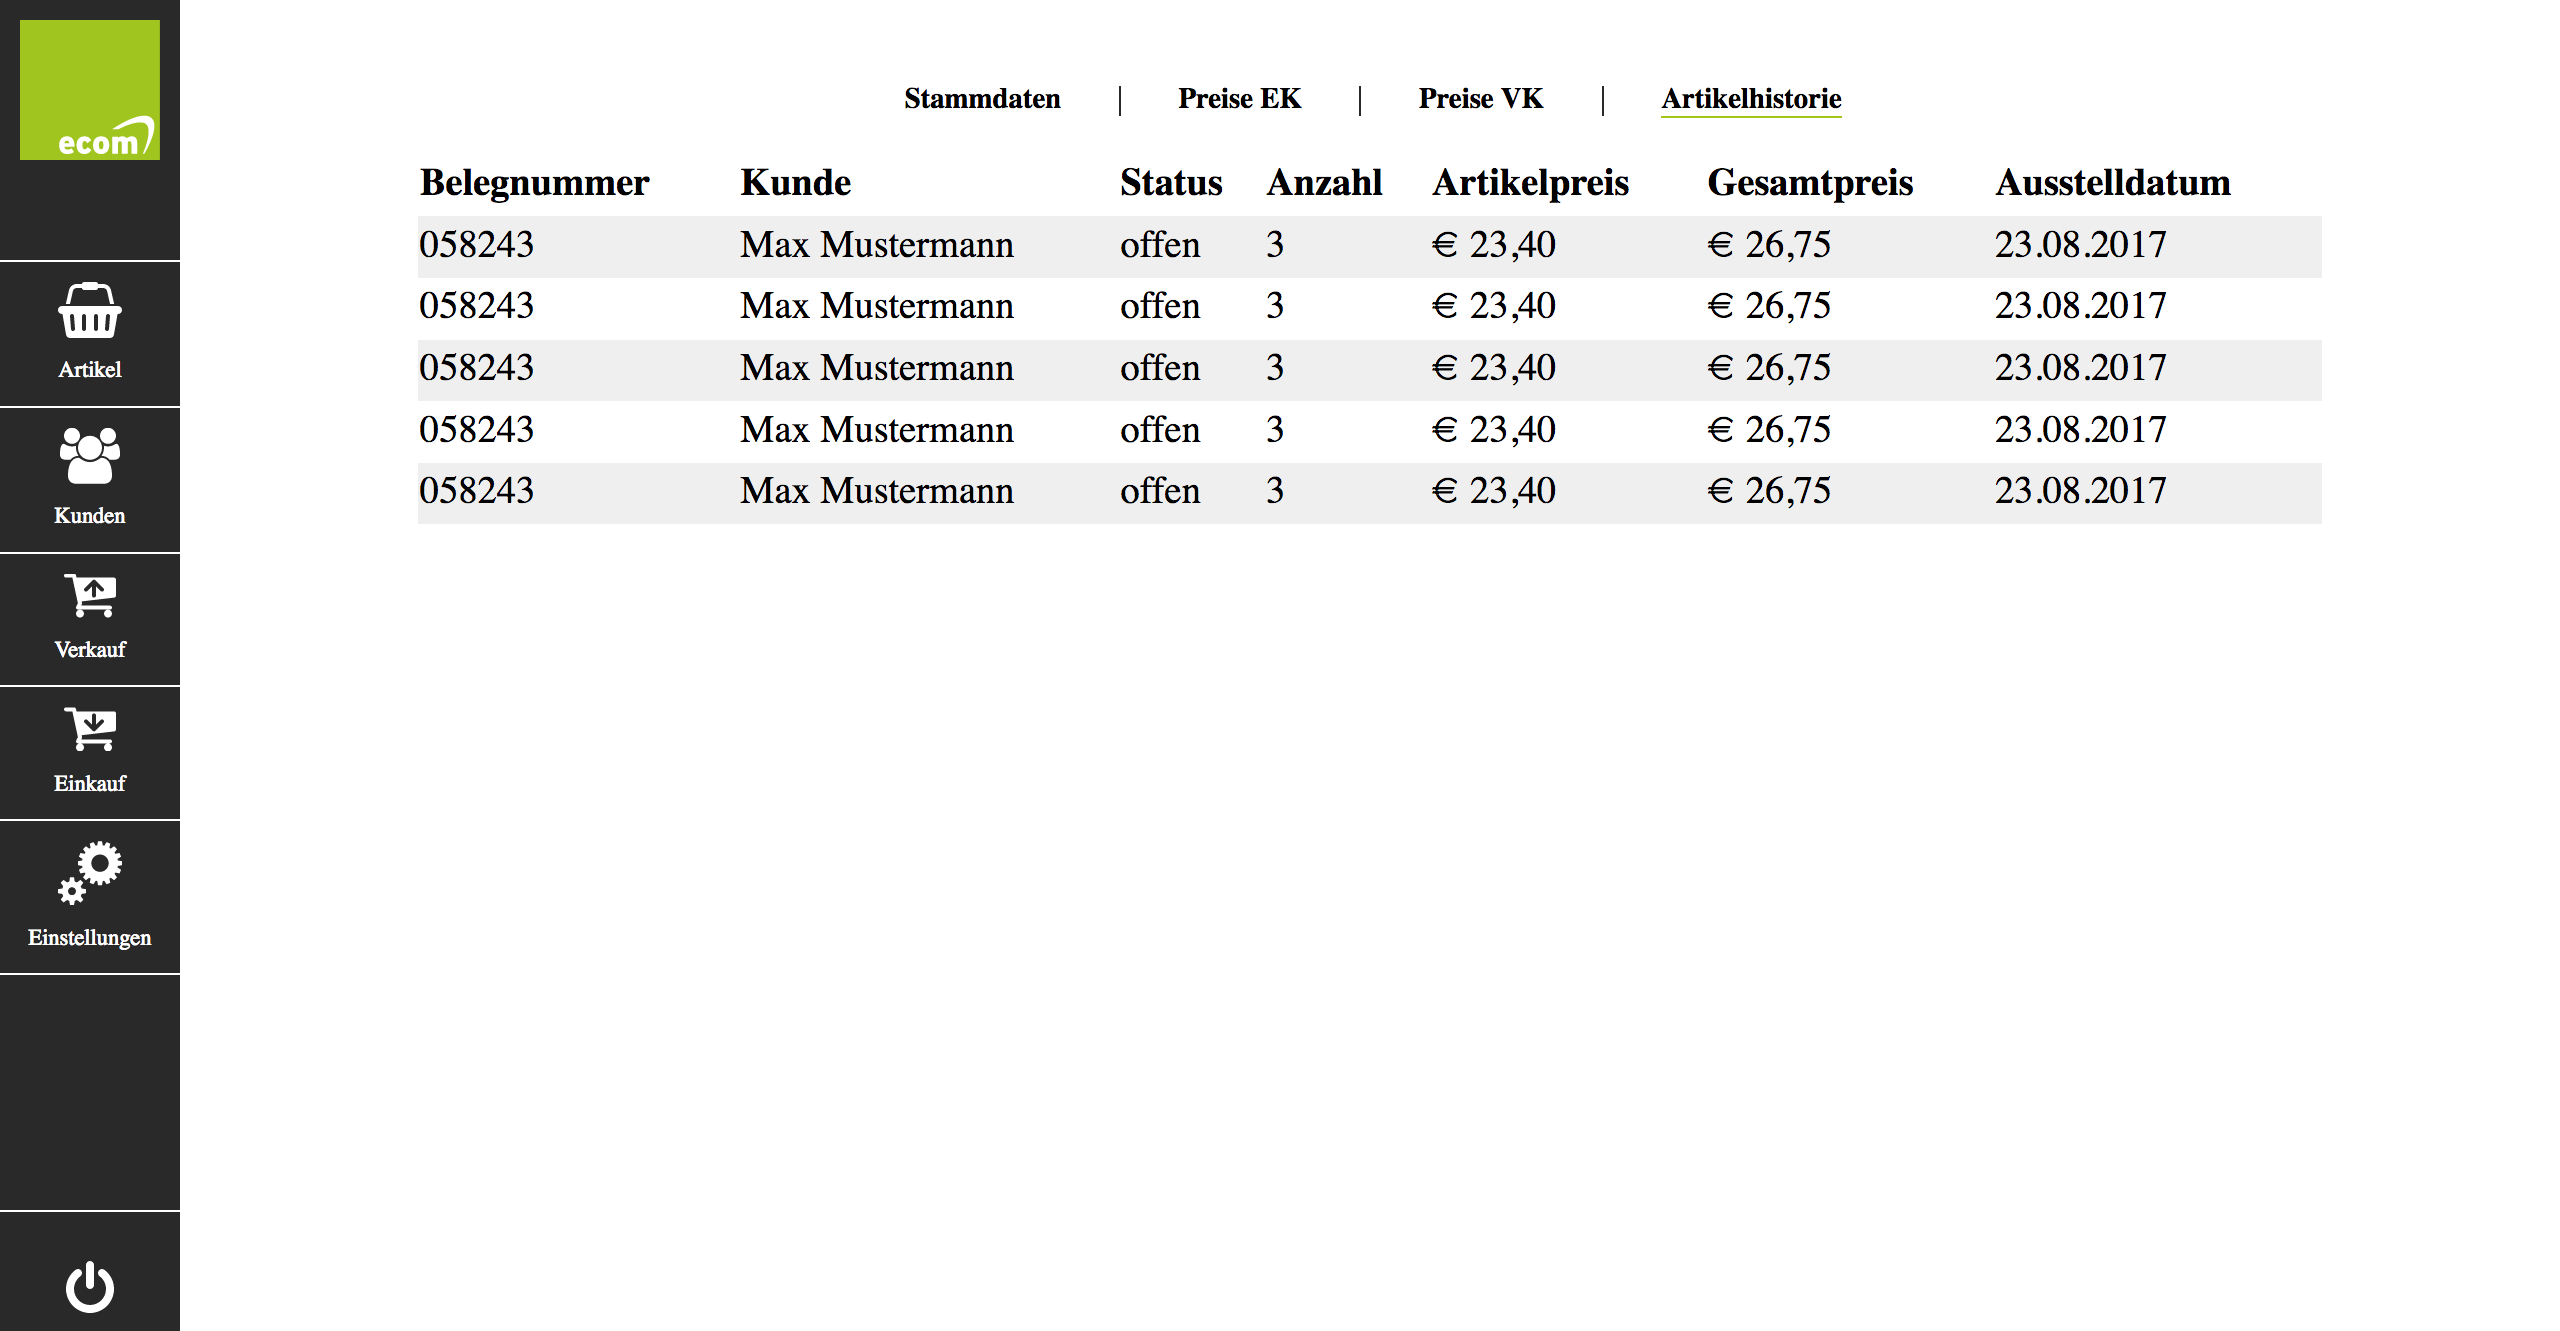 ecom
Artikel
Kunden
Verkauf
Einkauf
Einstellungen
Stammdaten | Preise EK | Preise VK | Artikelhistorie
Belegnummer Kunde Status Anzahl Artikelpreis Gesamtpreis Ausstelldatum
058243 Max Mustermann offen 3 € 23,40 € 26,75 23.08.2017
058243 Max Mustermann offen 3 € 23,40 € 26,75 23.08.2017
058243 Max Mustermann offen 3 € 23,40 € 26,75 23.08.2017
058243 Max Mustermann offen 3 € 23,40 € 26,75 23.08.2017
058243 Max Mustermann offen 3 € 23,40 € 26,75 23.08.2017